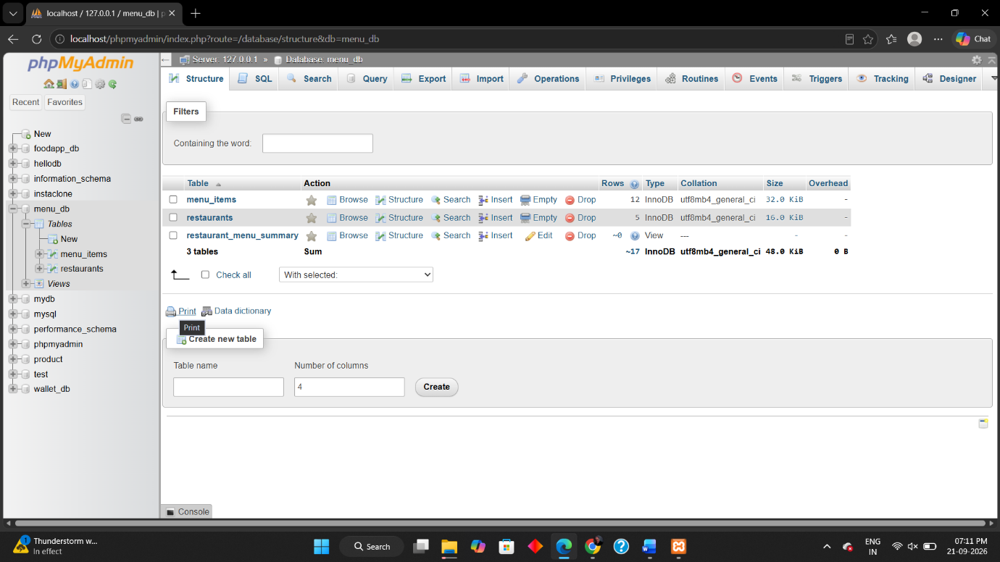 localhost / 127.0.0.1 / menu_db | p
localhost/phpmyadmin/index.php?route=/database/structure&db=menu_db
Chat
phpMyAdmin
Recent
Favorites
New
foodapp_db
hellodb
information_schema
instaclone
menu_db
Tables
New
menu_items
restaurants
Views
mydb
mysql
performance_schema
phpmyadmin
product
test
wallet_db
Server: 127.0.0.1 » Database: menu_db
Structure SQL Search Query Export Import Operations Privileges Routines Events Triggers Tracking Designer
Filters
Containing the word:
Table Action Rows Type Collation Size Overhead
menu_items Browse Structure Search Insert Empty Drop 12 InnoDB utf8mb4_general_ci 32.0 KiB -
restaurants Browse Structure Search Insert Empty Drop 5 InnoDB utf8mb4_general_ci 16.0 KiB -
restaurant_menu_summary Browse Structure Search Insert Edit Drop ~0 View --- - -
3 tables Sum ~17 InnoDB utf8mb4_general_ci 48.0 KiB 0 B
Check all With selected:
Print Data dictionary
Print
Create new table
Table name Number of columns
4 Create
Console
1 Thunderstorm w...
In effect
Search
ENG
IN
07:11 PM
21-09-2026